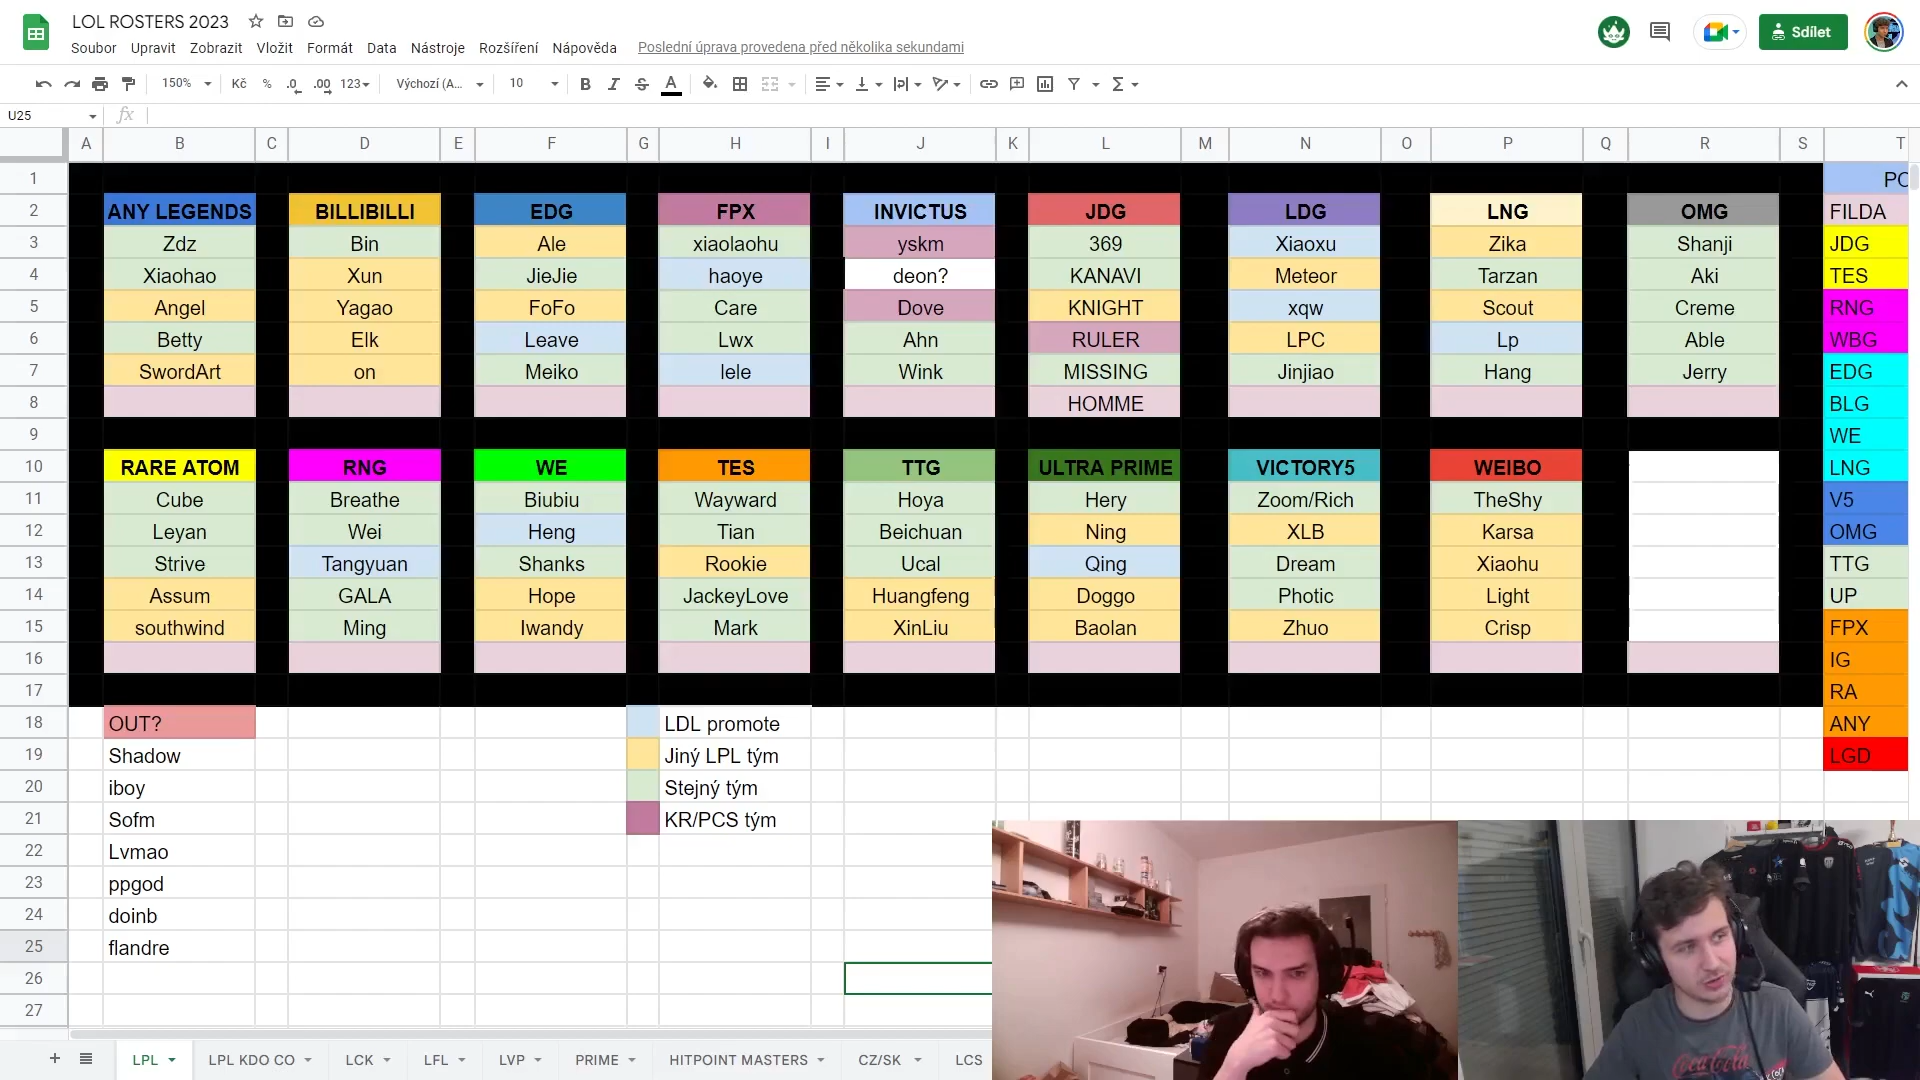 LOL ROSTERS 2023
Soubor Upravit Zobrazit Vložit Formát Data Nástroje Rozšíření Nápověda Poslední úprava provedena před několika sekundami
Sdílet
150% Kč % .0 .00 123 Výchozí (A... 10 B I S A
U25 fx
A B C D E F G H I J K L M N O P Q R S T
1 PO
2 ANY LEGENDS BILLIBILLI EDG FPX INVICTUS JDG LDG LNG OMG FILDA
3 Zdz Bin Ale xiaolaohu yskm 369 Xiaoxu Zika Shanji JDG
4 Xiaohao Xun JieJie haoye deon? KANAVI Meteor Tarzan Aki TES
5 Angel Yagao FoFo Care Dove KNIGHT xqw Scout Creme RNG
6 Betty Elk Leave Lwx Ahn RULER LPC Lp Able WBG
7 SwordArt on Meiko lele Wink MISSING Jinjiao Hang Jerry EDG
8 HOMME BLG
9 WE
10 RARE ATOM RNG WE TES TTG ULTRA PRIME VICTORY5 WEIBO LNG
11 Cube Breathe Biubiu Wayward Hoya Hery Zoom/Rich TheShy V5
12 Leyan Wei Heng Tian Beichuan Ning XLB Karsa OMG
13 Strive Tangyuan Shanks Rookie Ucal Qing Dream Xiaohu TTG
14 Assum GALA Hope JackeyLove Huangfeng Doggo Photic Light UP
15 southwind Ming Iwandy Mark XinLiu Baolan Zhuo Crisp FPX
16 IG
17 RA
18 OUT? LDL promote ANY
19 Shadow Jiný LPL tým LGD
20 iboy Stejný tým
21 Sofm KR/PCS tým
22 Lvmao
23 ppgod
24 doinb
25 flandre
26
27
Coca-Cola
LPL LPL KDO CO LCK LFL LVP PRIME HITPOINT MASTERS CZ/SK LCS